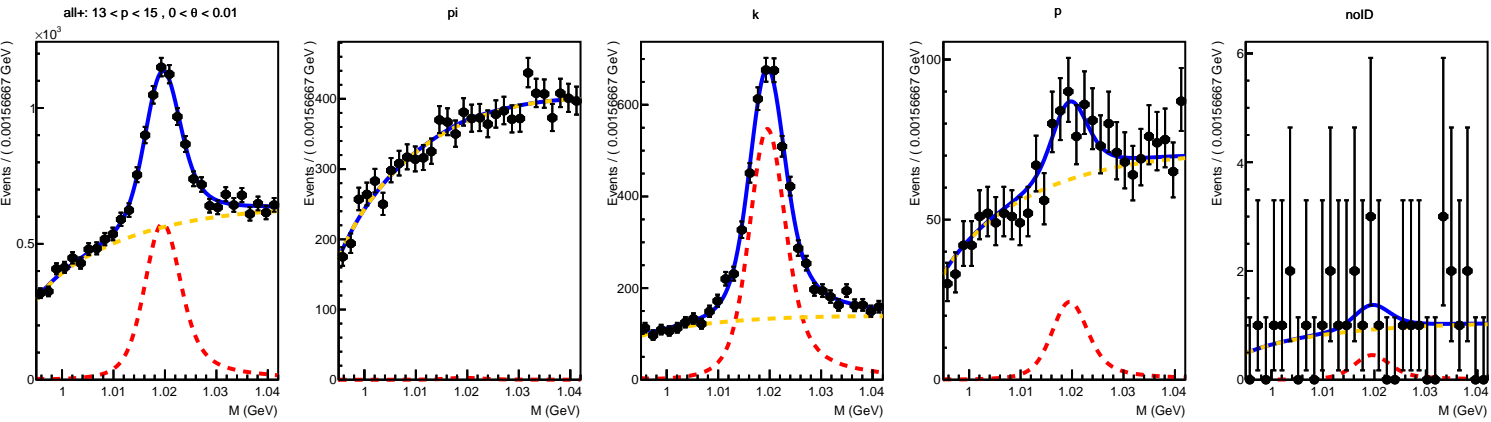 all+: 13 < p < 15 , 0 < θ < 0.01
×10³
Events / ( 0.00156667 GeV )
1
0.5
0
1 1.01 1.02 1.03 1.04
M (GeV)
pi
Events / ( 0.00156667 GeV )
400
300
200
100
0
1 1.01 1.02 1.03 1.04
M (GeV)
k
Events / ( 0.00156667 GeV )
600
400
200
0
1 1.01 1.02 1.03 1.04
M (GeV)
p
Events / ( 0.00156667 GeV )
100
50
0
1 1.01 1.02 1.03 1.04
M (GeV)
noID
Events / ( 0.00156667 GeV )
6
4
2
0
1 1.01 1.02 1.03 1.04
M (GeV)